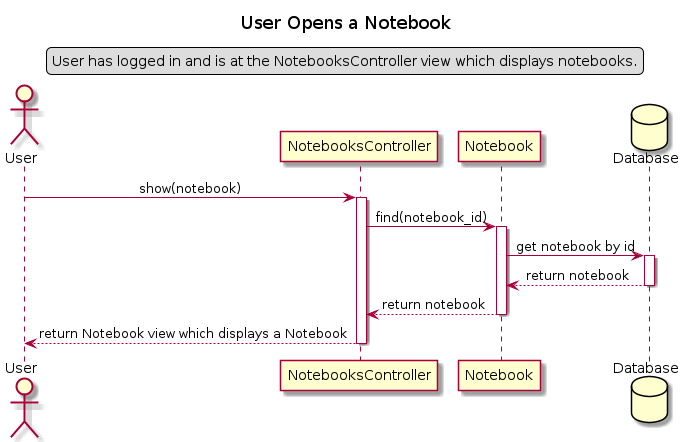 User Opens a Notebook
User has logged in and is at the NotebooksController view which displays notebooks.
User
NotebooksController
Notebook
Database
show(notebook)
find(notebook_id)
get notebook by id
return notebook
return notebook
return Notebook view which displays a Notebook
User
NotebooksController
Notebook
Database